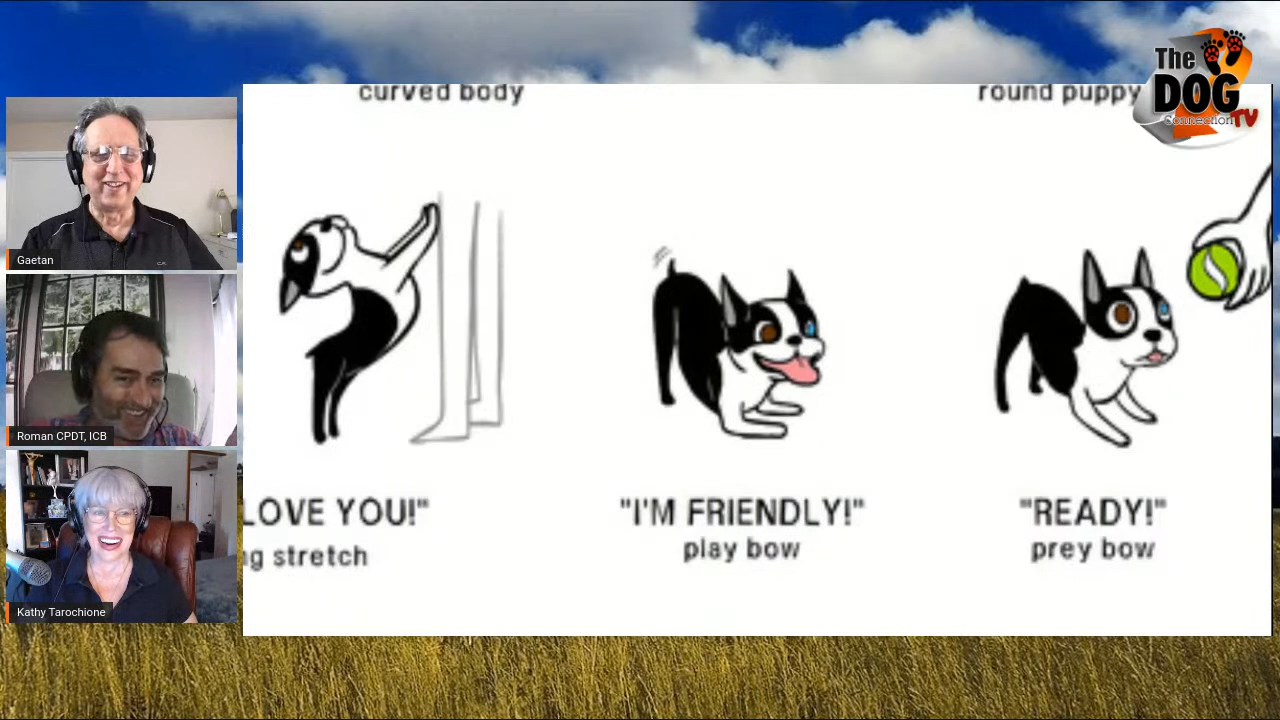 curved body
round puppy
The
DOG
Connection TV
Gaetan
Roman CPDT, ICB
Kathy Tarochione
LOVE YOU!"
ng stretch
"I'M FRIENDLY!"
play bow
"READY!"
prey bow